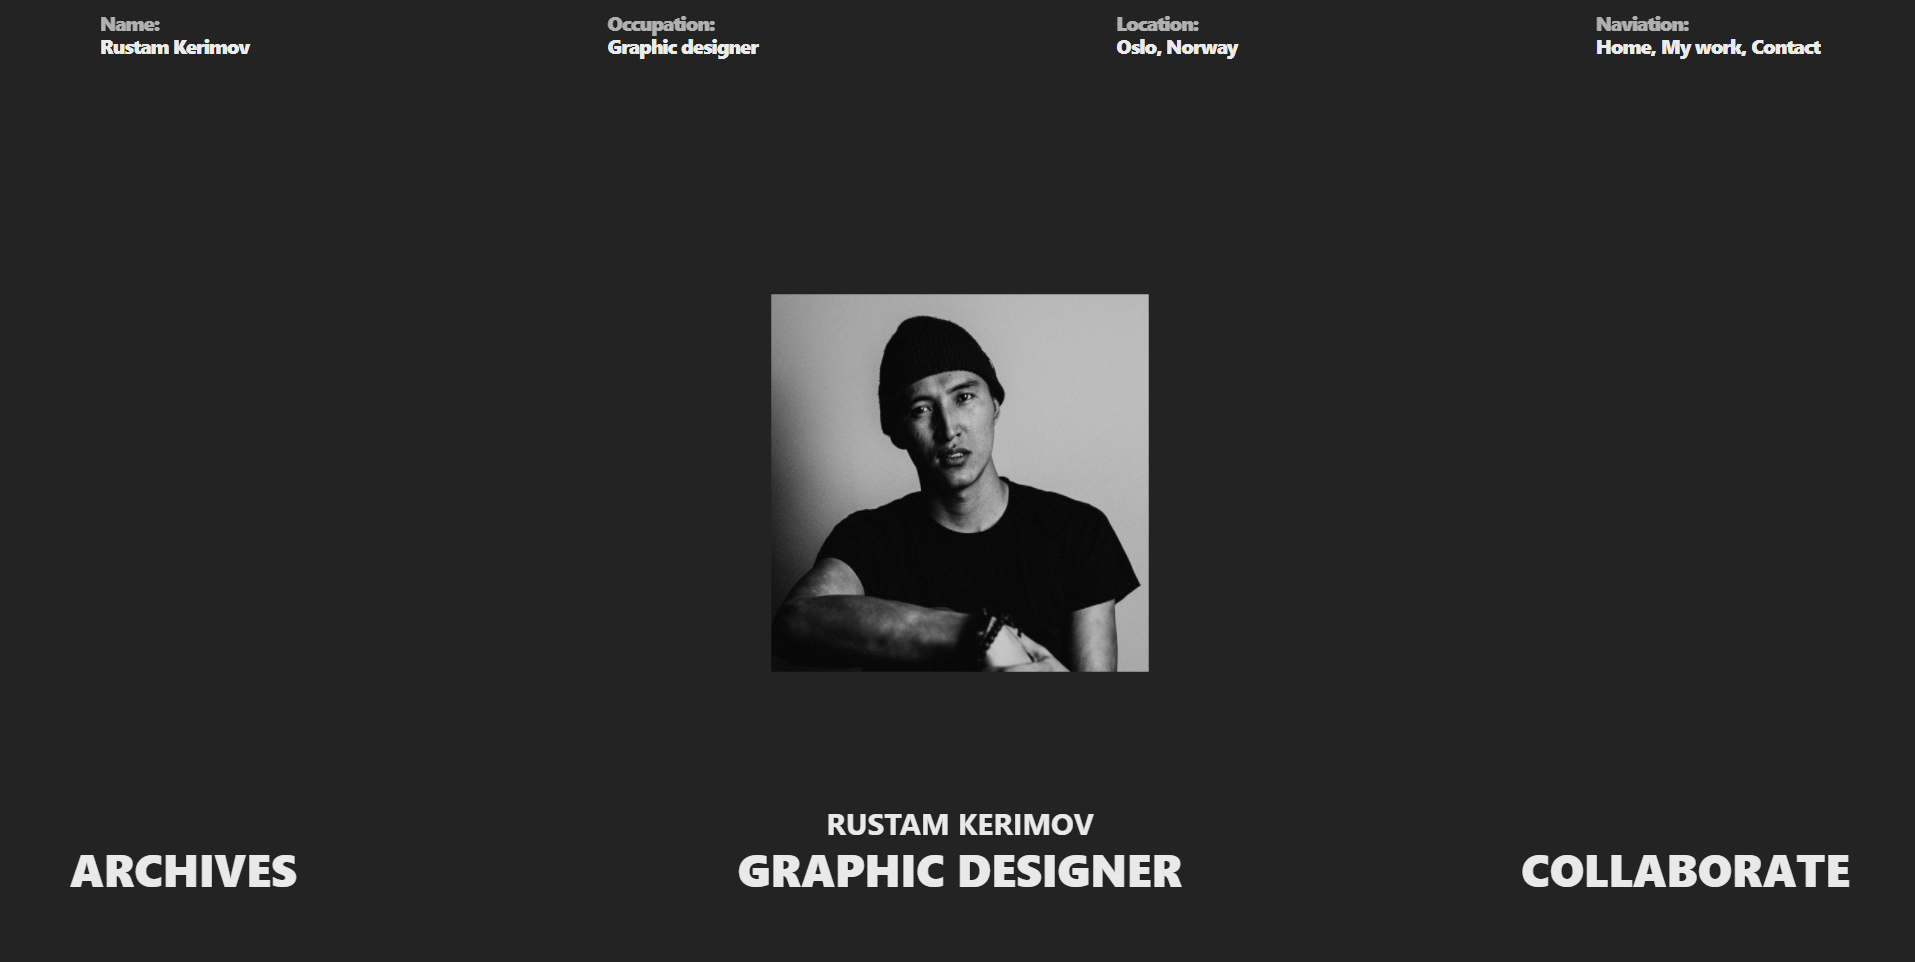 Name:
Rustam Kerimov
Occupation:
Graphic designer
Location:
Oslo, Norway
Naviation:
Home, My work, Contact
RUSTAM KERIMOV
ARCHIVES
GRAPHIC DESIGNER
COLLABORATE